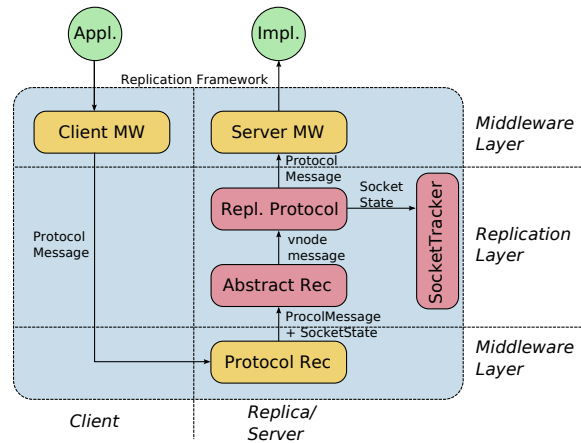 Appl.
Impl.
Replication Framework
Client MW
Server MW
Middleware
Layer
Protocol
Message
Socket
State
Repl. Protocol
SocketTracker
Protocol
Message
vnode
message
Replication
Layer
Abstract Rec
ProcolMessage
+ SocketState
Protocol Rec
Middleware
Layer
Client
Replica/
Server